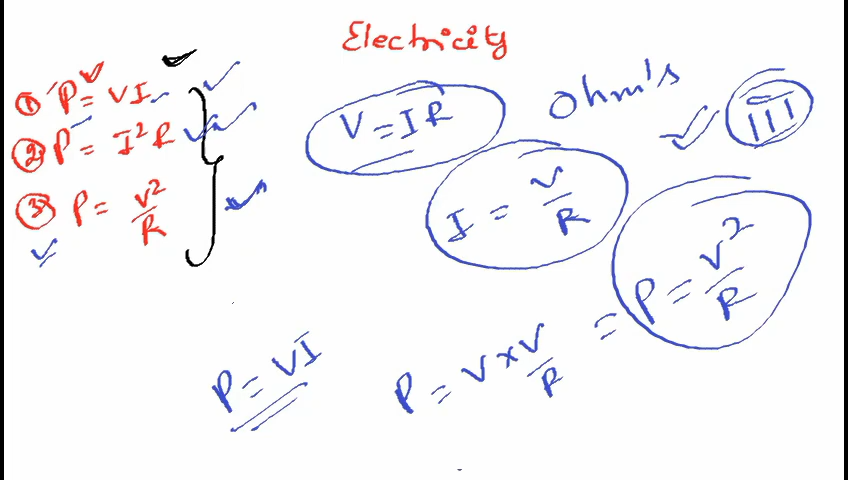 Electricity
① P = VI
② P = I²R
③ P = V²/R
V = IR
Ohm's
III
I = V/R
P = VI
P = V × V/R = P = V²/R